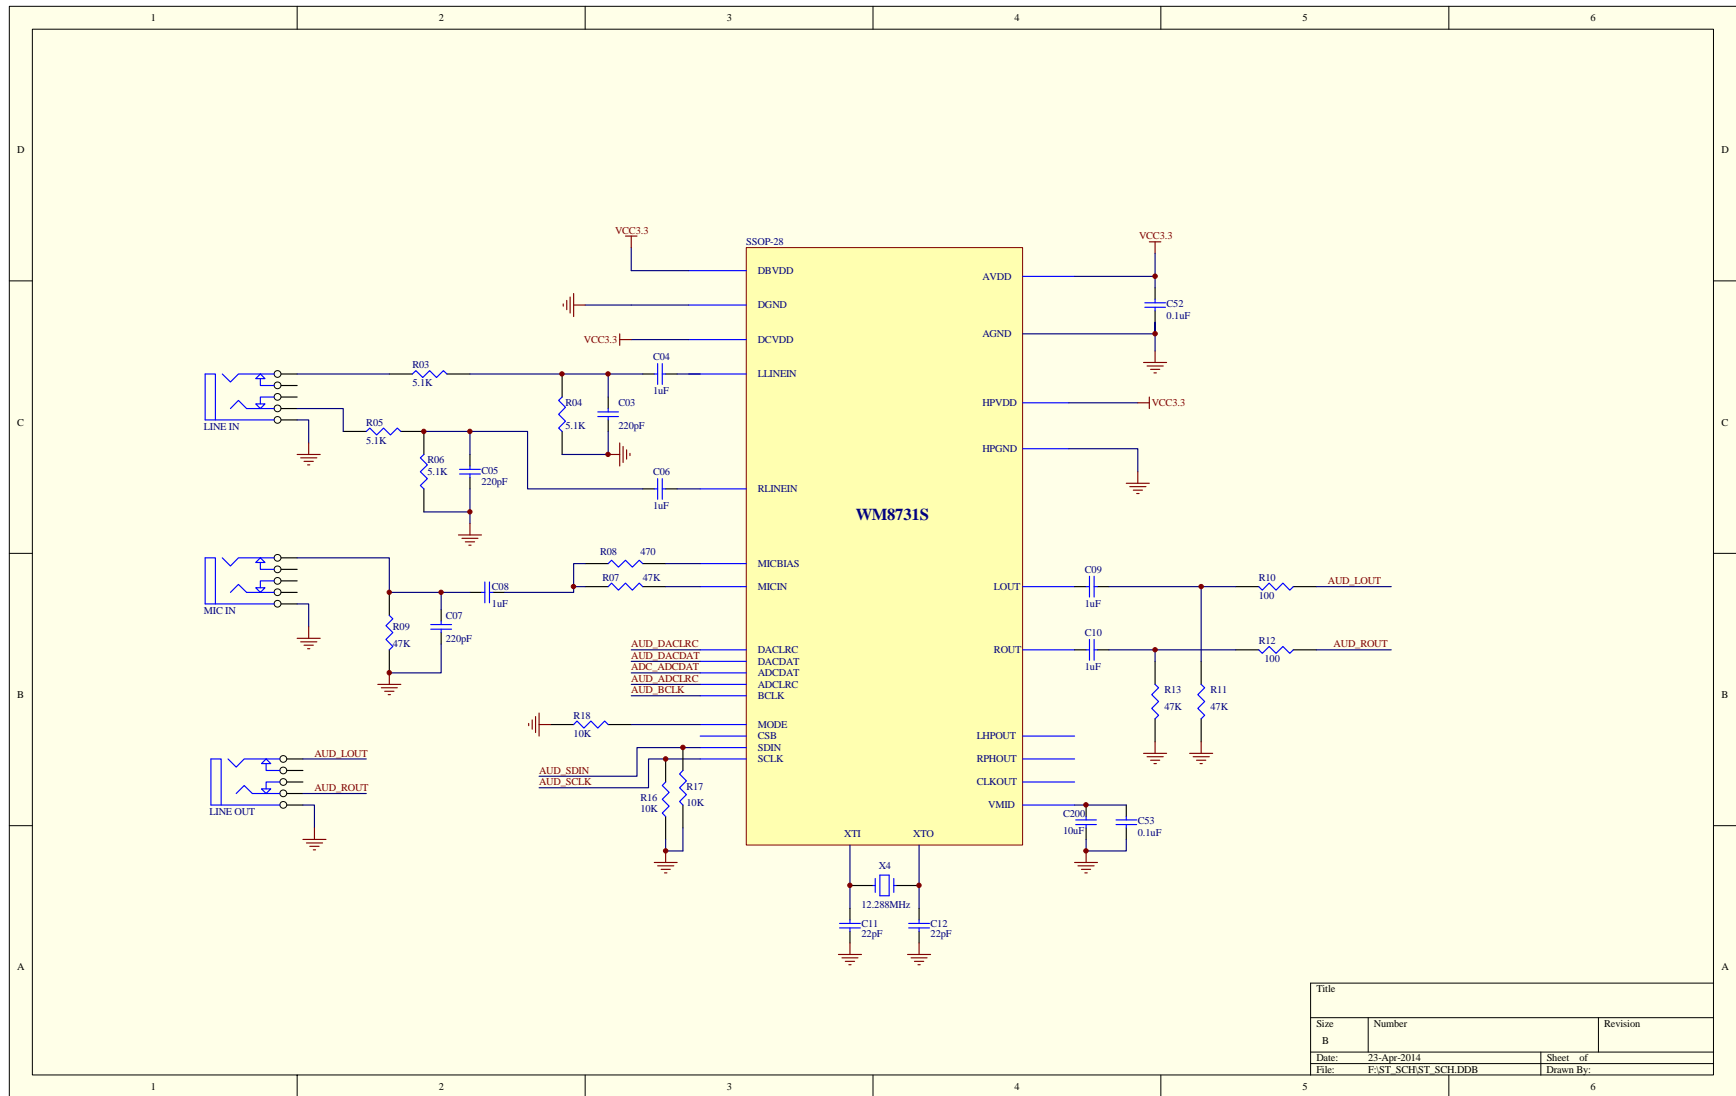 1 2 3 4 5 6
D D
VCC3.3
SSOP-28
VCC3.3
DBVDD
AVDD
DGND
C52
0.1uF
AGND
VCC3.3
DCVDD
C04
1uF
LLINEIN
R03
5.1K
R04
5.1K
C03
220pF
HPVDD
VCC3.3
LINE IN
C C
R05
5.1K
HPGND
R06
5.1K
C05
220pF
C06
1uF
RLINEIN
WM8731S
R08 470
MICBIAS
R07 47K
MICIN
C08
1uF
MIC IN
C07
220pF
R09
47K
C09
1uF
LOUT
R10
100
AUD_LOUT
C10
1uF
ROUT
R12
100
AUD_ROUT
AUD_DACLRC
DACLRC
AUD_DACDAT
DACDAT
ADC_ADCDAT
ADCDAT
AUD_ADCLRC
ADCLRC
AUD_BCLK
BCLK
R13
47K
R11
47K
B B
R18
10K
MODE
CSB
SDIN
SCLK
LHPOUT
RPHOUT
CLKOUT
VMID
AUD_LOUT
AUD_ROUT
LINE OUT
AUD_SDIN
AUD_SCLK
R16
10K
R17
10K
C200
10uF
C53
0.1uF
XTI XTO
X4
12.288MHz
C11
22pF
C12
22pF
A A
Title
Size
B
Number
Revision
Date: 23-Apr-2014 Sheet of
File: F:\ST_SCH\ST_SCH.DDB Drawn By:
1 2 3 4 5 6